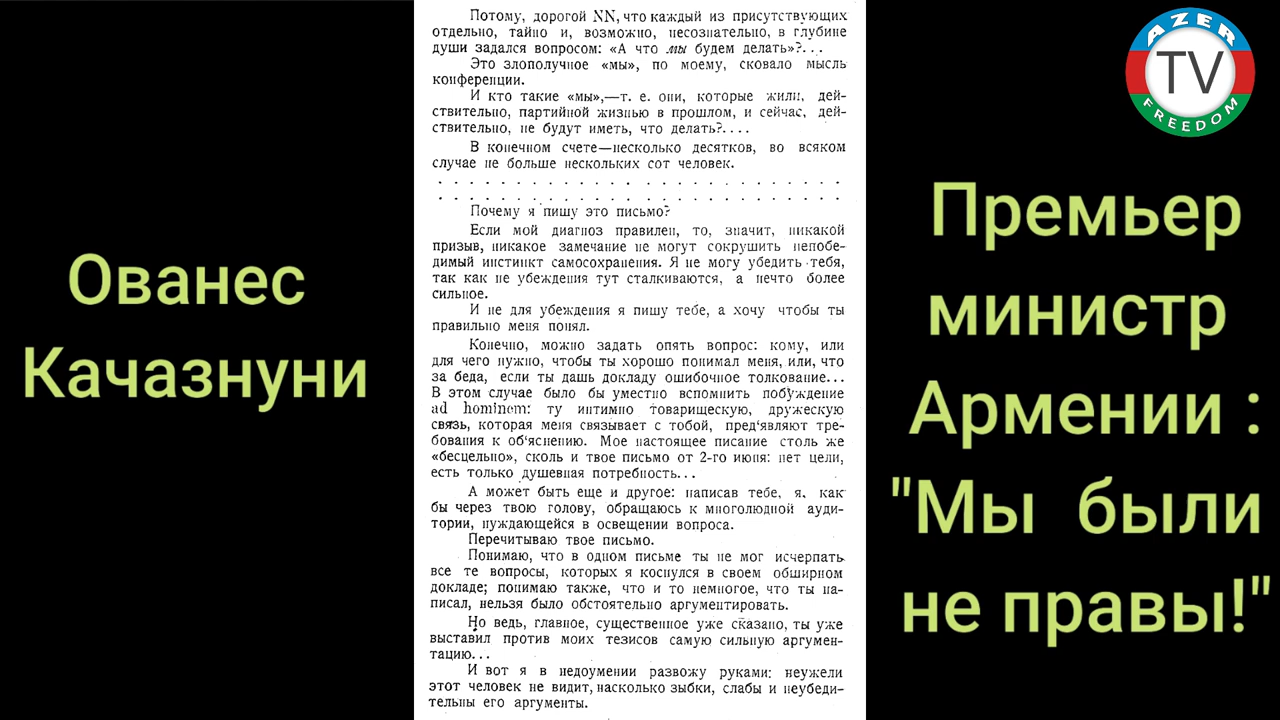 Ованес
Качазнуни
Потому, дорогой NN, что каждый из присутствующих
отдельно, тайно и, возможно, несознательно, в глубине
души задался вопросом: «А что мы будем делать»?...
Это злополучное «мы», по моему, сковало мысль
конференции.
И кто такие «мы»,—т. е. они, которые жили, дей-
ствительно, партийной жизнью в прошлом, и сейчас, дей-
ствительно, не будут иметь, что делать?....
В конечном счете—несколько десятков, во всяком
случае не больше нескольких сот человек.
. . . . . . . . . . . . . . . . . . . . . .
. . . . . . . . . . . . . . . . . . . . . .
Почему я пишу это письмо?
Если мой диагноз правилен, то, значит, никакой
призыв, никакое замечание не могут сокрушить непобе-
димый инстинкт самосохранения. Я не могу убедить тебя,
так как не убеждения тут сталкиваются, а нечто более
сильное.
И не для убеждения я пишу тебе, а хочу чтобы ты
правильно меня понял.
Конечно, можно задать опять вопрос: кому, или
для чего нужно, чтобы ты хорошо понимал меня, или, что
за беда, если ты дашь докладу ошибочное толкование...
В этом случае было бы уместно вспомнить побуждение
ad hominem: ту интимно товарищескую, дружескую
связь, которая меня связывает с тобой, пред‘являют тре-
бования к об‘яснению. Мое настоящее писание столь же
«бесцельно», сколь и твое письмо от 2-го июня: нет цели,
есть только душевная потребность...
А может быть еще и другое: написав тебе, я, как
бы через твою голову, обращаюсь к многолюдной ауди-
тории, нуждающейся в освещении вопроса.
Перечитываю твое письмо.
Понимаю, что в одном письме ты не мог исчерпать
все те вопросы, которых я коснулся в своем обширном
докладе; понимаю также, что и то немногое, что ты на-
писал, нельзя было обстоятельно аргументировать.
Но ведь, главное, существенное уже сказано, ты уже
выставил против моих тезисов самую сильную аргумен-
тацию...
И вот я в недоумении развожу руками: неужели
этот человек не видит, насколько зыбки, слабы и неубеди-
тельны его аргументы.
AZER
TV
FREEDOM
Премьер
министр
Армении :
"Мы были
не правы!"